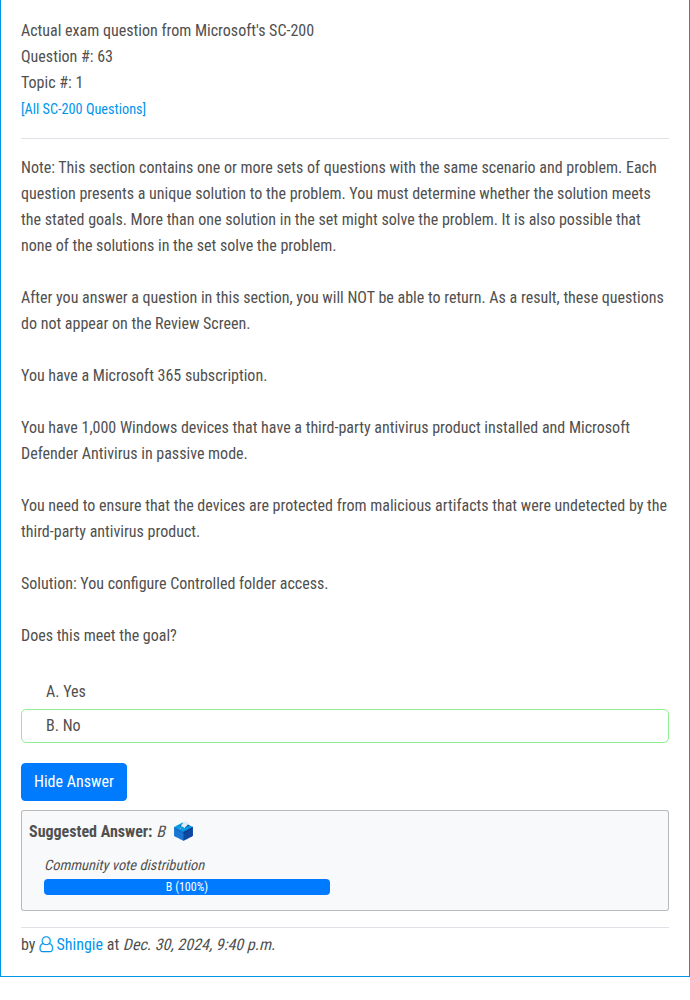 Actual exam question from Microsoft's SC-200
Question #: 63
Topic #: 1
[All SC-200 Questions]
Note: This section contains one or more sets of questions with the same scenario and problem. Each
question presents a unique solution to the problem. You must determine whether the solution meets
the stated goals. More than one solution in the set might solve the problem. It is also possible that
none of the solutions in the set solve the problem.
After you answer a question in this section, you will NOT be able to return. As a result, these questions
do not appear on the Review Screen.
You have a Microsoft 365 subscription.
You have 1,000 Windows devices that have a third-party antivirus product installed and Microsoft
Defender Antivirus in passive mode.
You need to ensure that the devices are protected from malicious artifacts that were undetected by the
third-party antivirus product.
Solution: You configure Controlled folder access.
Does this meet the goal?
A. Yes
B. No
Hide Answer
Suggested Answer: B
Community vote distribution
B (100%)
by Shingie at Dec. 30, 2024, 9:40 p.m.